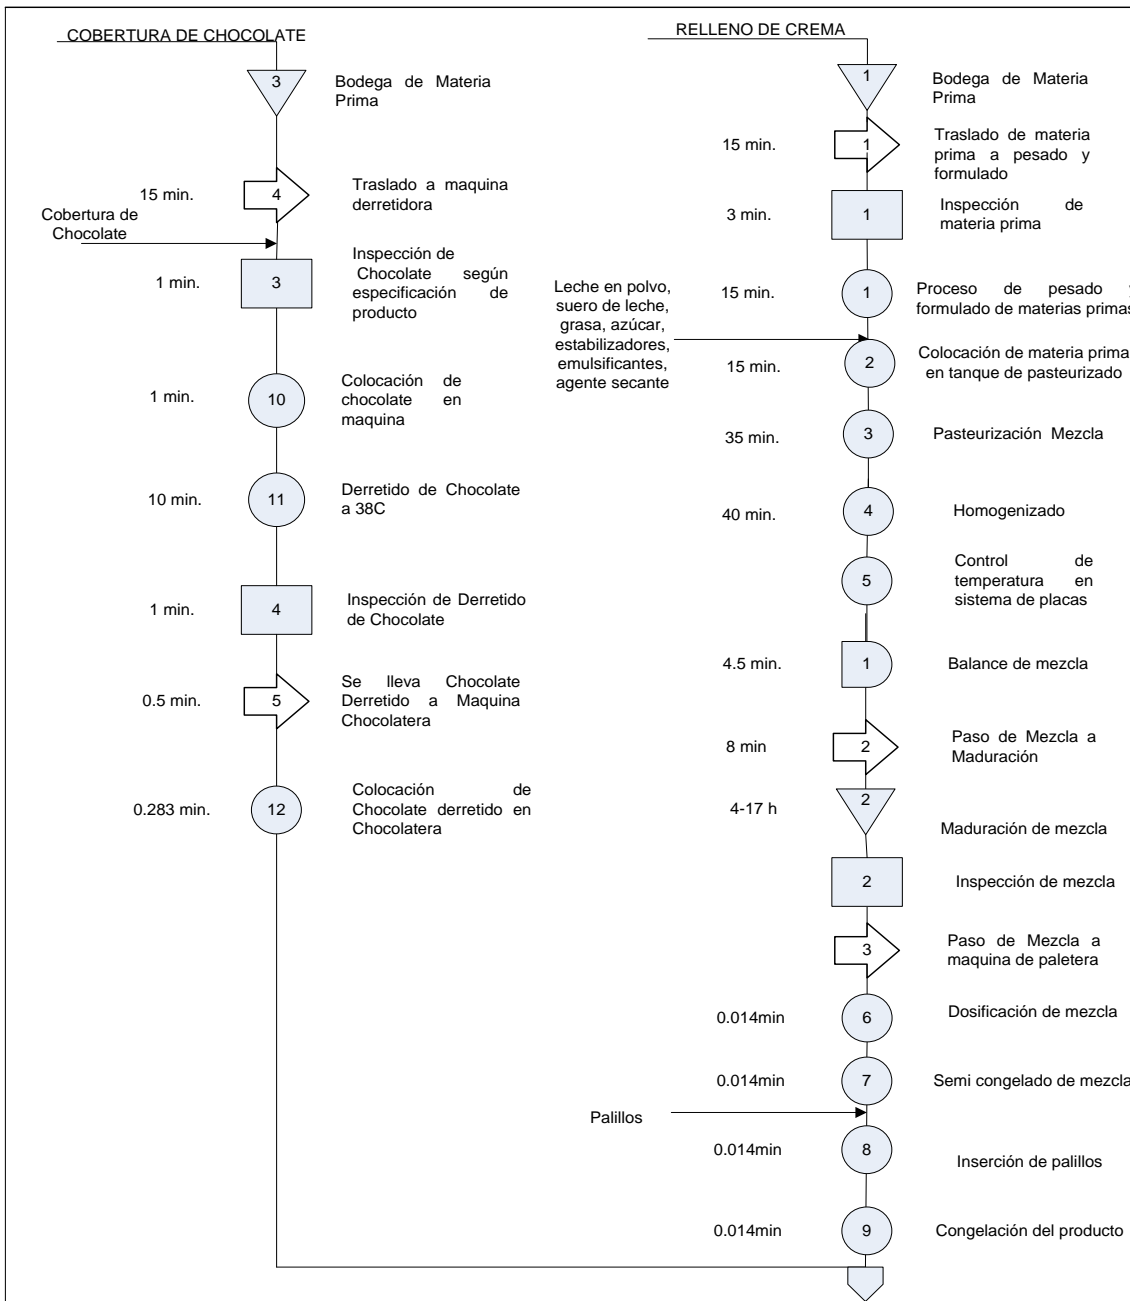 COBERTURA DE CHOCOLATE
3
Bodega de Materia
Prima
15 min.
4
Traslado a maquina
derretidora
Cobertura de
Chocolate
1 min.
3
Inspección de
Chocolate según
especificación de
producto
1 min.
10
Colocación de
chocolate en
maquina
10 min.
11
Derretido de Chocolate
a 38C
1 min.
4
Inspección de Derretido
de Chocolate
0.5 min.
5
Se lleva Chocolate
Derretido a Maquina
Chocolatera
0.283 min.
12
Colocación de
Chocolate derretido en
Chocolatera
RELLENO DE CREMA
1
Bodega de Materia
Prima
15 min.
1
Traslado de materia
prima a pesado y
formulado
3 min.
1
Inspección de
materia prima
15 min.
1
Proceso de pesado y
formulado de materias primas
Leche en polvo,
suero de leche,
grasa, azúcar,
estabilizadores,
emulsificantes,
agente secante
15 min.
2
Colocación de materia prima
en tanque de pasteurizado
35 min.
3
Pasteurización Mezcla
40 min.
4
Homogenizado
5
Control de
temperatura en
sistema de placas
4.5 min.
1
Balance de mezcla
8 min
2
Paso de Mezcla a
Maduración
4-17 h
2
Maduración de mezcla
2
Inspección de mezcla
3
Paso de Mezcla a
maquina de paletera
0.014min
6
Dosificación de mezcla
0.014min
7
Semi congelado de mezcla
Palillos
0.014min
8
Inserción de palillos
0.014min
9
Congelación del producto